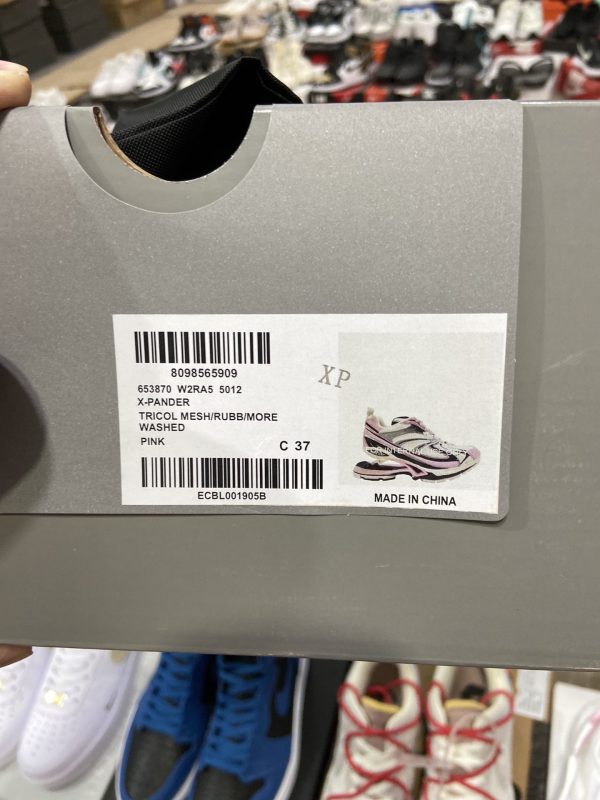 8098565909
653870 W2RA5 5012
X-PANDER
TRICOL MESH/RUBB/MORE
WASHED
PINK
C 37
ECBL001905B
XP
MADE IN CHINA